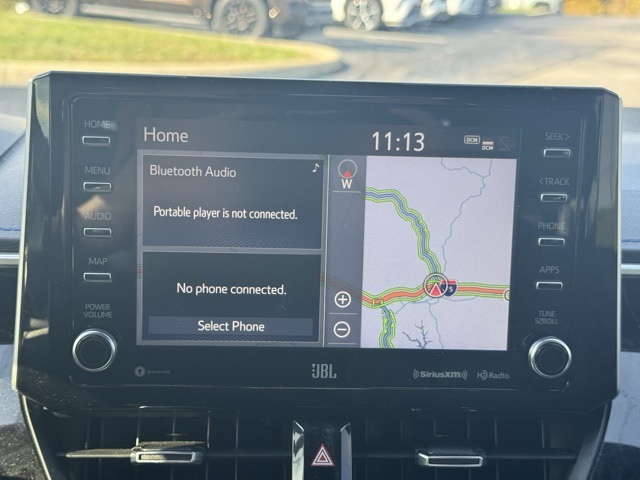 HOME
MENU
AUDIO
MAP
POWER
VOLUME
Home
11:13
DCM
DCM
Bluetooth Audio
Portable player is not connected.
No phone connected.
Select Phone
W
5
SEEK>
<TRACK
PHONE
APPS
TUNE
SCROLL
JBL
((SiriusXM))
HD Radio